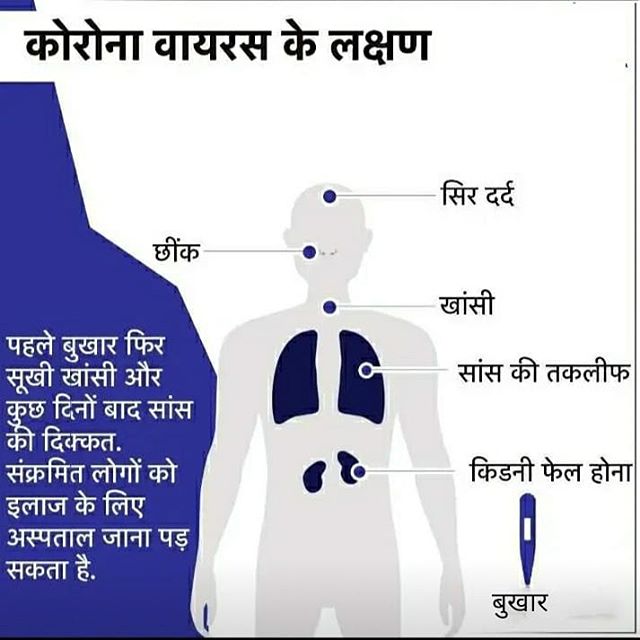 कोरोना वायरस के लक्षण
सिर दर्द
छींक
खांसी
सांस की तकलीफ
किडनी फेल होना
बुखार
पहले बुखार फिर
सूखी खांसी और
कुछ दिनों बाद सांस
की दिक्कत.
संक्रमित लोगों को
इलाज के लिए
अस्पताल जाना पड़
सकता है.